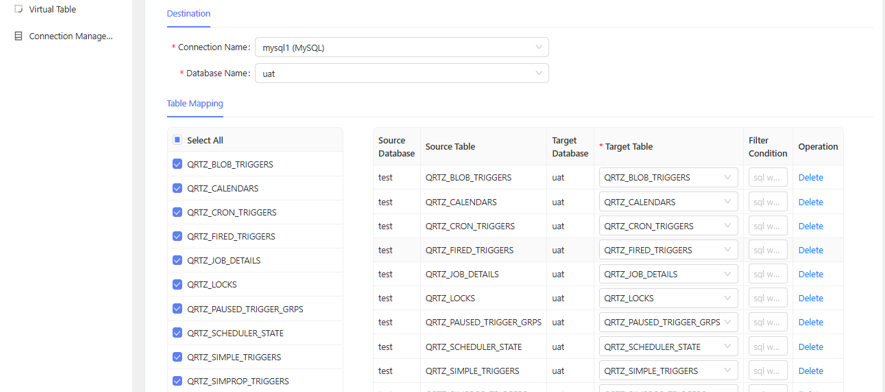 Virtual Table
Connection Manage...
Destination
* Connection Name: mysql1 (MySQL)
* Database Name: uat
Table Mapping
Select All
QRTZ_BLOB_TRIGGERS
QRTZ_CALENDARS
QRTZ_CRON_TRIGGERS
QRTZ_FIRED_TRIGGERS
QRTZ_JOB_DETAILS
QRTZ_LOCKS
QRTZ_PAUSED_TRIGGER_GRPS
QRTZ_SCHEDULER_STATE
QRTZ_SIMPLE_TRIGGERS
QRTZ_SIMPROP_TRIGGERS
Source Database Source Table Target Database * Target Table Filter Condition Operation
test QRTZ_BLOB_TRIGGERS uat QRTZ_BLOB_TRIGGERS sql w... Delete
test QRTZ_CALENDARS uat QRTZ_CALENDARS sql w... Delete
test QRTZ_CRON_TRIGGERS uat QRTZ_CRON_TRIGGERS sql w... Delete
test QRTZ_FIRED_TRIGGERS uat QRTZ_FIRED_TRIGGERS sql w... Delete
test QRTZ_JOB_DETAILS uat QRTZ_JOB_DETAILS sql w... Delete
test QRTZ_LOCKS uat QRTZ_LOCKS sql w... Delete
test QRTZ_PAUSED_TRIGGER_GRPS uat QRTZ_PAUSED_TRIGGER_GRPS sql w... Delete
test QRTZ_SCHEDULER_STATE uat QRTZ_SCHEDULER_STATE sql w... Delete
test QRTZ_SIMPLE_TRIGGERS uat QRTZ_SIMPLE_TRIGGERS sql w... Delete